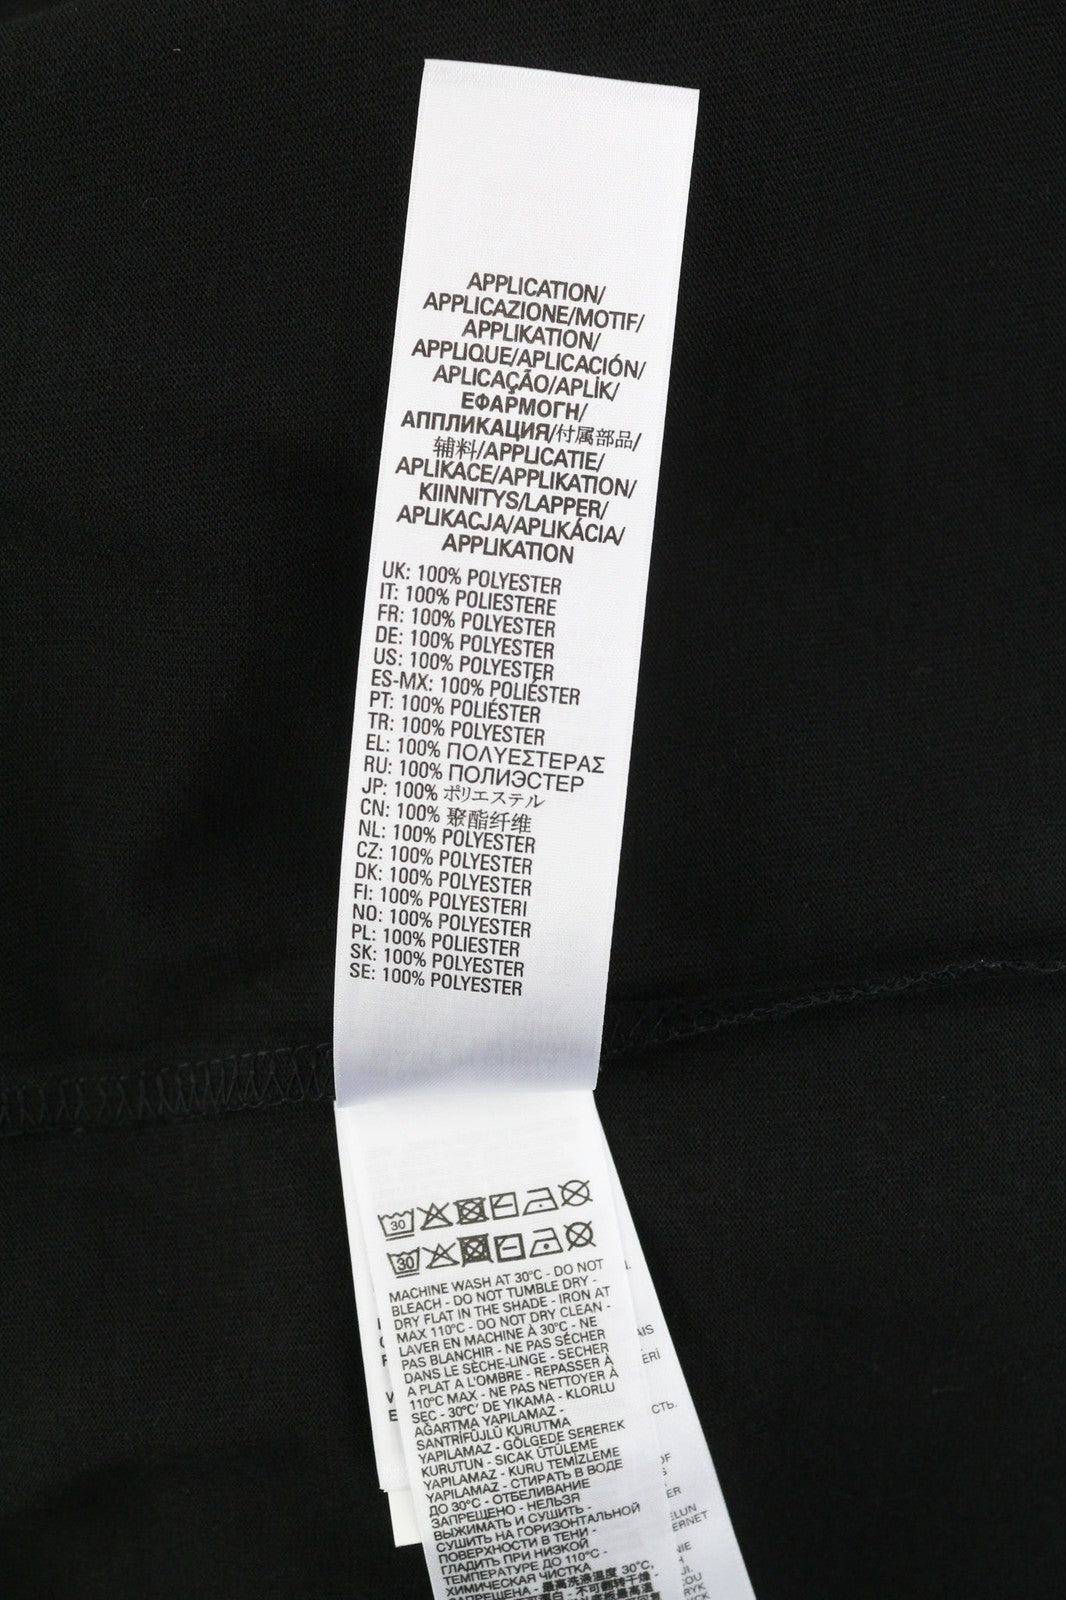 APPLICATION/
APPLICAZIONE/MOTIF/
APPLIKATION/
APPLIQUE/APLICACIÓN/
APLICAÇÃO/APLİK/
ΕΦΑΡΜΟΓΗ/
АППЛИКАЦИЯ/付属部品/
辅料/APPLICATIE/
APLIKACE/APPLIKATION/
KIINNITYS/LAPPER/
APLIKACJA/APLIKÁCIA/
APPLIKATION
UK: 100% POLYESTER
IT: 100% POLIESTERE
FR: 100% POLYESTER
DE: 100% POLYESTER
US: 100% POLYESTER
ES-MX: 100% POLIÉSTER
PT: 100% POLIÉSTER
TR: 100% POLYESTER
EL: 100% ΠΟΛΥΕΣΤΕΡΑΣ
RU: 100% ПОЛИЭСТЕР
JP: 100% ポリエステル
CN: 100% 聚酯纤维
NL: 100% POLYESTER
CZ: 100% POLYESTER
DK: 100% POLYESTER
FI: 100% POLYESTERI
NO: 100% POLYESTER
PL: 100% POLIESTER
SK: 100% POLYESTER
SE: 100% POLYESTER
30
30
MACHINE WASH AT 30°C - DO NOT
BLEACH - DO NOT TUMBLE DRY -
DRY FLAT IN THE SHADE - IRON AT
MAX 110°C - DO NOT DRY CLEAN -
LAVER EN MACHINE À 30°C - NE
PAS BLANCHIR - NE PAS SÉCHER
DANS LE SÈCHE-LINGE - SECHER
A PLAT A L'OMBRE - REPASSER À
110°C MAX - NE PAS NETTOYER À
SEC - 30°C' DE YIKAMA - KLORLU
AĞARTMA YAPILAMAZ -
SANTRİFÜJLÜ KURUTMA
YAPILAMAZ - GÖLGEDE SEREREK
KURUTUN - SICAK ÜTÜLEME
YAPILAMAZ - KURU TEMİZLEME
YAPILAMAZ - СТИРАТЬ В ВОДЕ
ДО 30°C - ОТБЕЛИВАНИЕ
ЗАПРЕЩЕНО - НЕЛЬЗЯ
ВЫЖИМАТЬ И СУШИТЬ -
СУШИТЬ НА ГОРИЗОНТАЛЬНОЙ
ПОВЕРХНОСТИ В ТЕНИ -
ГЛАДИТЬ ПРИ НИЗКОЙ
ТЕМПЕРАТУРЕ ДО 110°C -
ХИМИЧЕСКАЯ ЧИСТКА
ЗАПРЕЩЕНА - 最高洗涤温度 30°C,